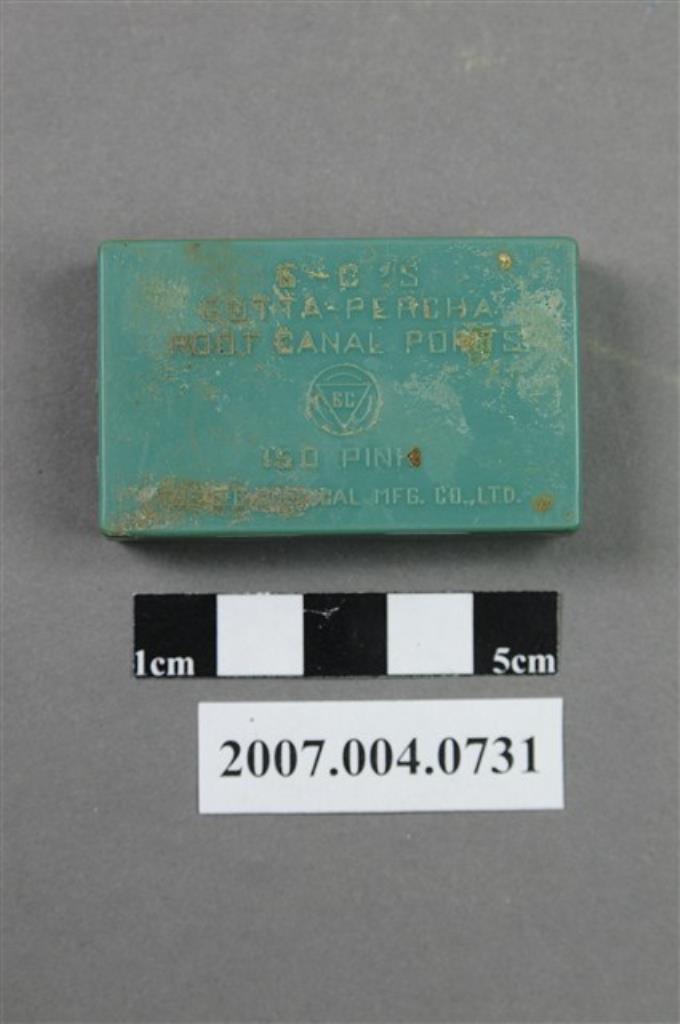 G-C'S
GUTTA-PERCHA
ROOT CANAL POINTS
GC
150 PINK
MFG. CO., LTD.
1cm 5cm
2007.004.0731